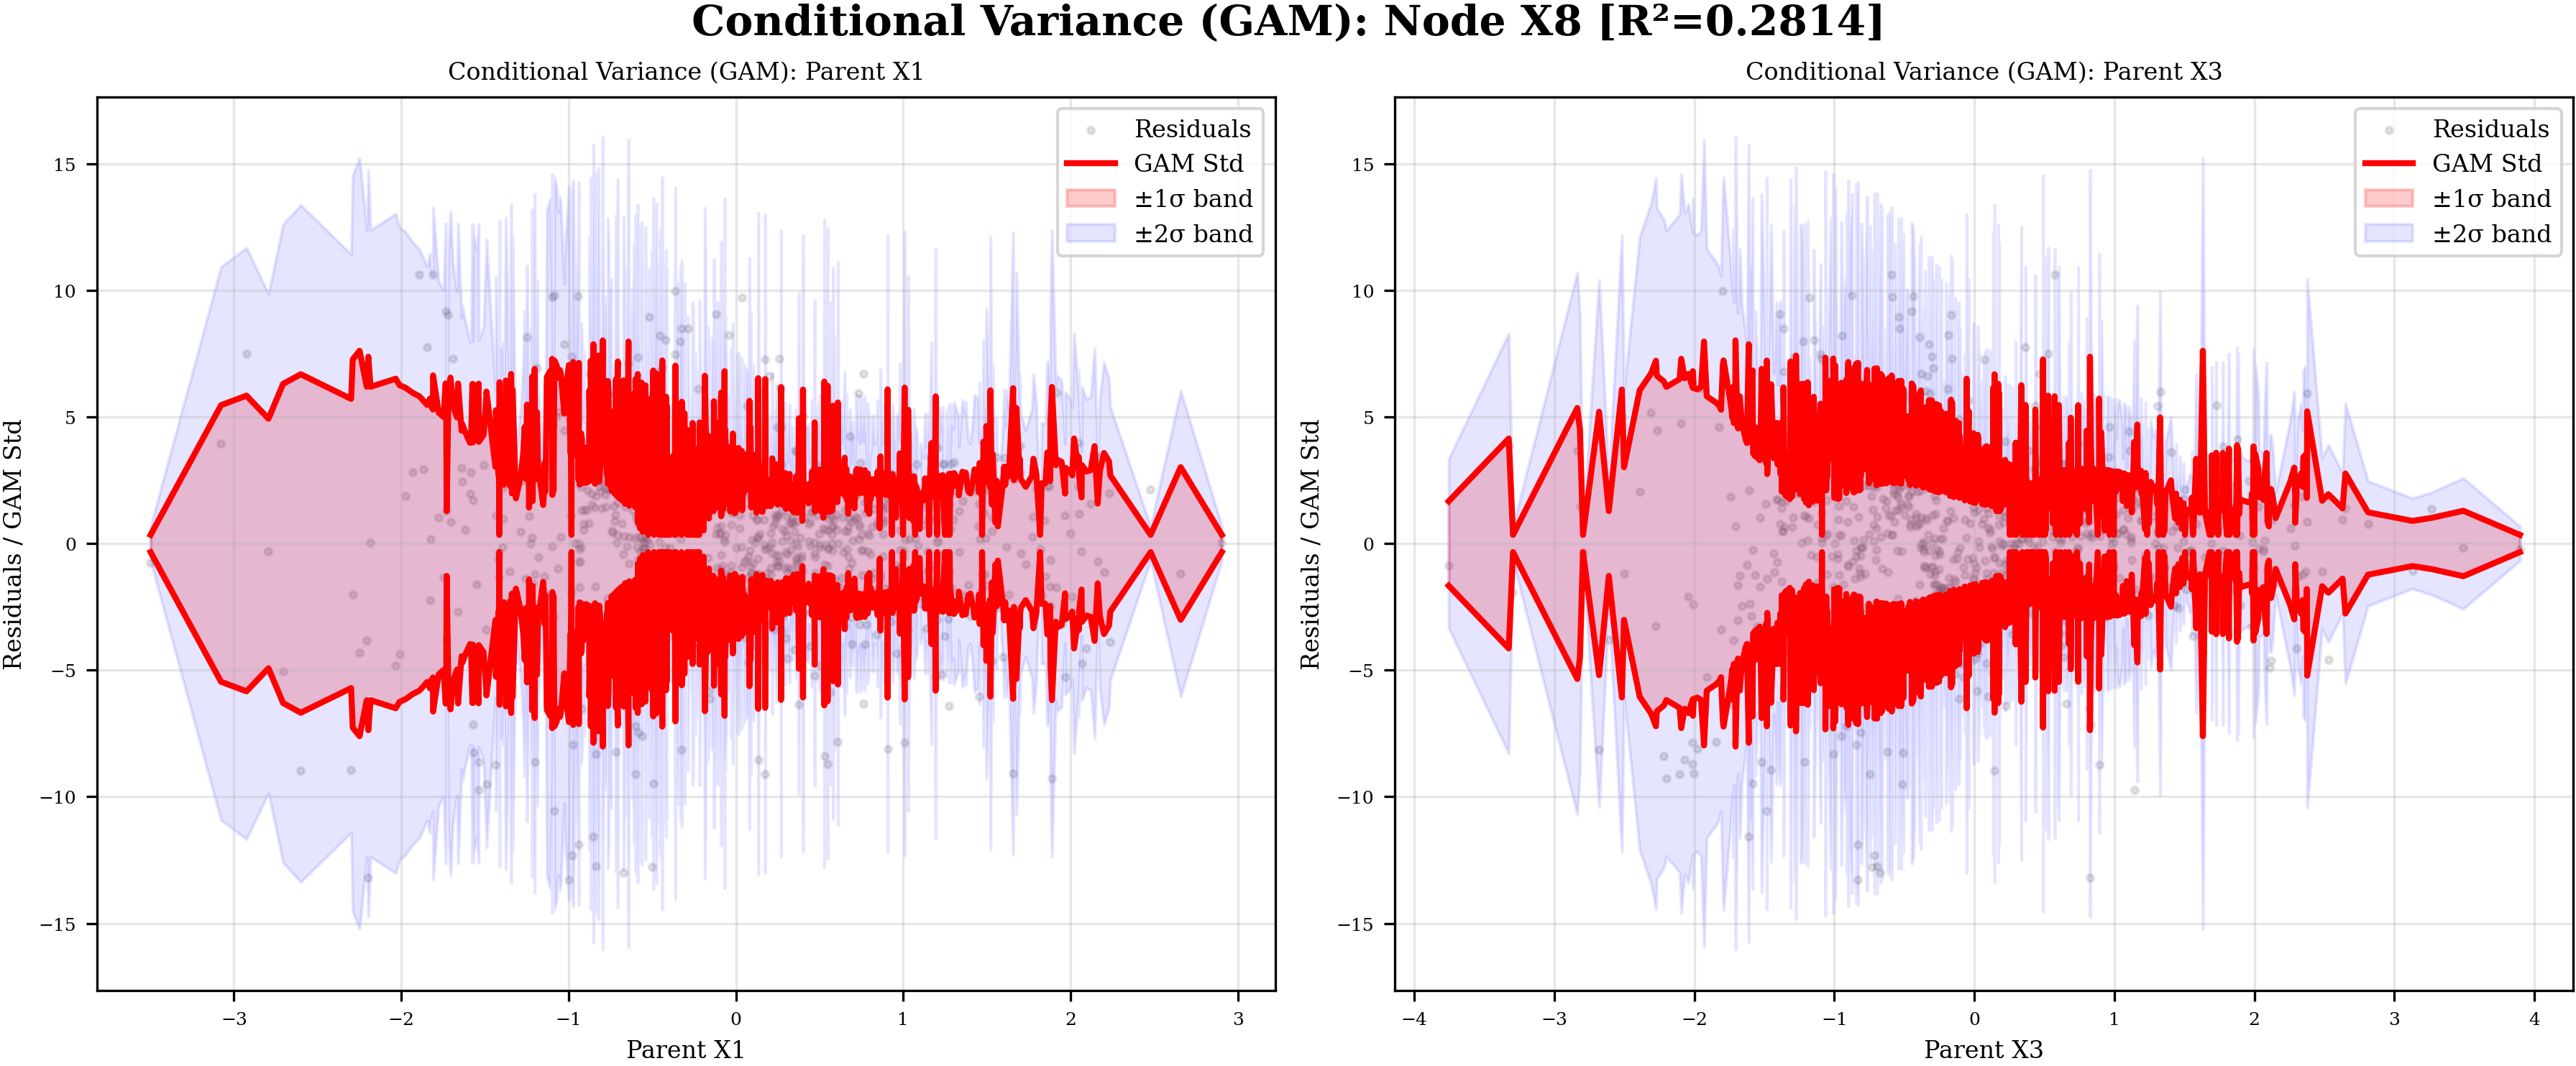 Conditional Variance (GAM): Node X8 [R²=0.2814]
Conditional Variance (GAM): Parent X1
Residuals / GAM Std
15
10
5
0
−5
−10
−15
−3
−2
−1
0
1
2
3
Parent X1
Residuals
GAM Std
±1σ band
±2σ band
Conditional Variance (GAM): Parent X3
Residuals / GAM Std
15
10
5
0
−5
−10
−15
−4
−3
−2
−1
0
1
2
3
4
Parent X3
Residuals
GAM Std
±1σ band
±2σ band